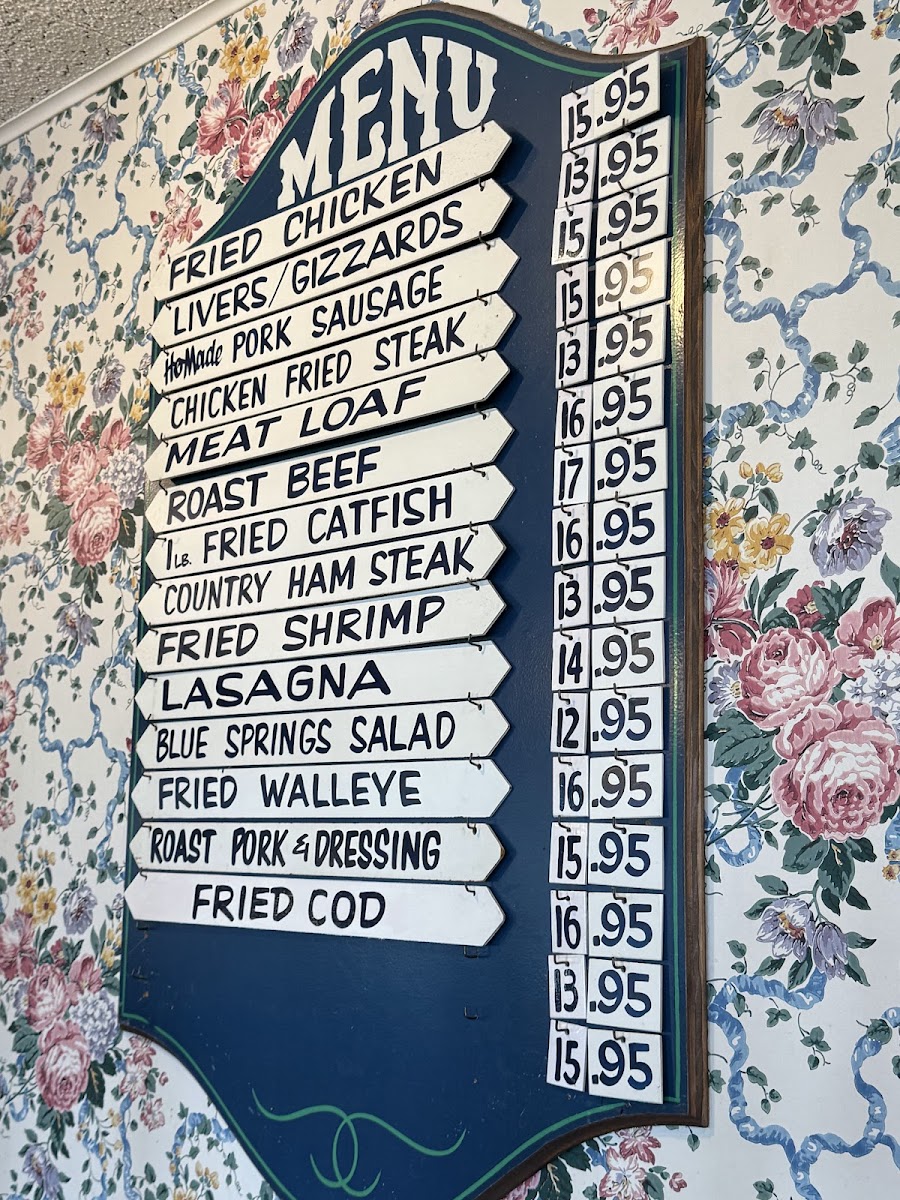 MENU
FRIED CHICKEN 15.95
LIVERS/GIZZARDS 13.95
HoMade PORK SAUSAGE 15.95
CHICKEN FRIED STEAK 15.95
MEAT LOAF 13.95
ROAST BEEF 16.95
1 LB. FRIED CATFISH 17.95
COUNTRY HAM STEAK 16.95
FRIED SHRIMP 13.95
LASAGNA 14.95
BLUE SPRINGS SALAD 12.95
FRIED WALLEYE 16.95
ROAST PORK & DRESSING 15.95
FRIED COD 16.95
13.95
15.95